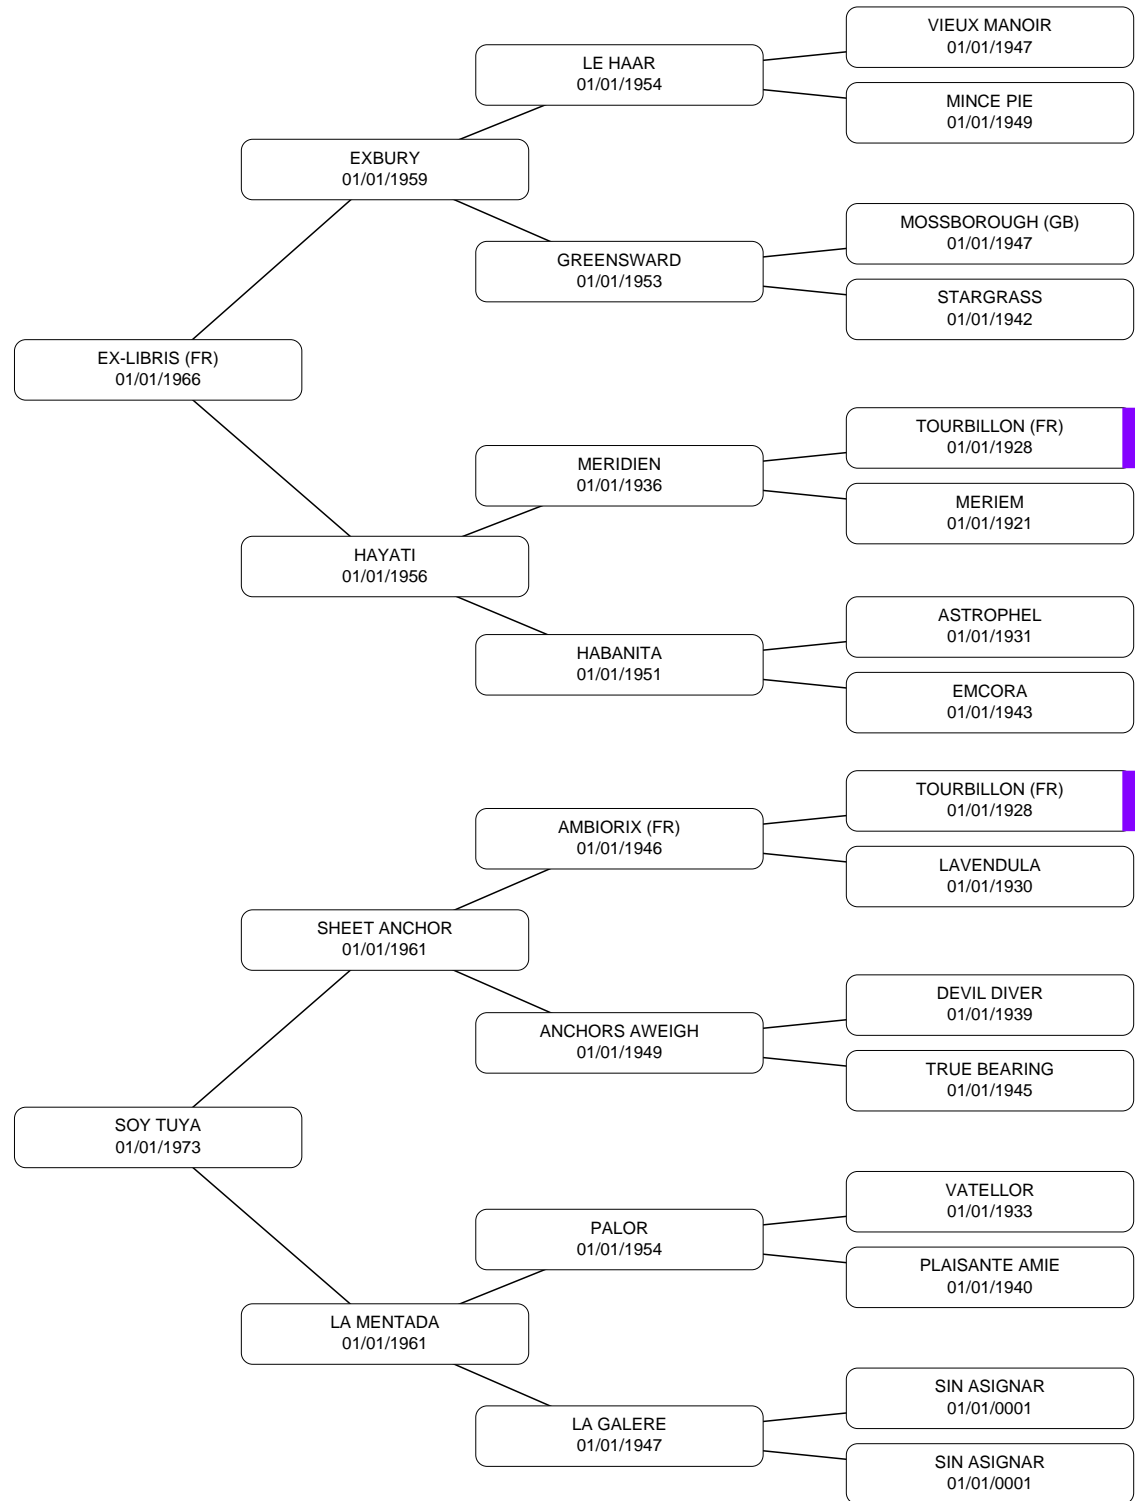 VIEUX MANOIR
01/01/1947
LE HAAR
01/01/1954
MINCE PIE
01/01/1949
EXBURY
01/01/1959
MOSSBOROUGH (GB)
01/01/1947
GREENSWARD
01/01/1953
STARGRASS
01/01/1942
EX-LIBRIS (FR)
01/01/1966
TOURBILLON (FR)
01/01/1928
MERIDIEN
01/01/1936
MERIEM
01/01/1921
HAYATI
01/01/1956
ASTROPHEL
01/01/1931
HABANITA
01/01/1951
EMCORA
01/01/1943
TOURBILLON (FR)
01/01/1928
AMBIORIX (FR)
01/01/1946
LAVENDULA
01/01/1930
SHEET ANCHOR
01/01/1961
DEVIL DIVER
01/01/1939
ANCHORS AWEIGH
01/01/1949
TRUE BEARING
01/01/1945
SOY TUYA
01/01/1973
VATELLOR
01/01/1933
PALOR
01/01/1954
PLAISANTE AMIE
01/01/1940
LA MENTADA
01/01/1961
SIN ASIGNAR
01/01/0001
LA GALERE
01/01/1947
SIN ASIGNAR
01/01/0001